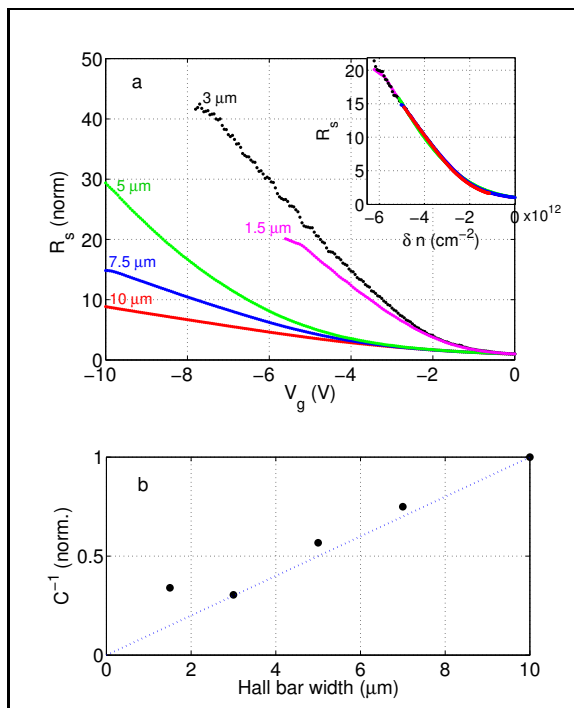 a
R_s (norm)
50
40
30
20
10
0
−10
−8
−6
−4
−2
0
V_g (V)
3 μm
5 μm
1.5 μm
7.5 μm
10 μm
R_s
20
15
10
5
0
−6
−4
−2
0
x 10^12
δ n (cm^−2)
b
C^−1 (norm.)
1
0.5
0
0
2
4
6
8
10
Hall bar width (μm)